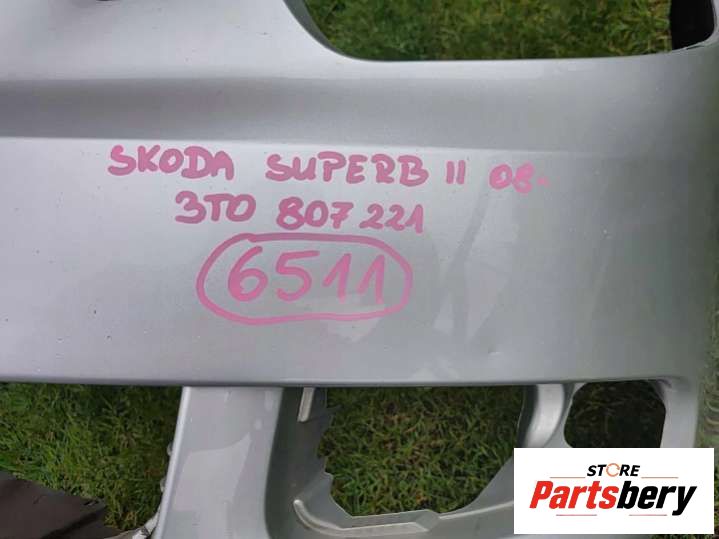 SKODA SUPERB II 08-
3T0 807 221
6511
STORE
Partsbery